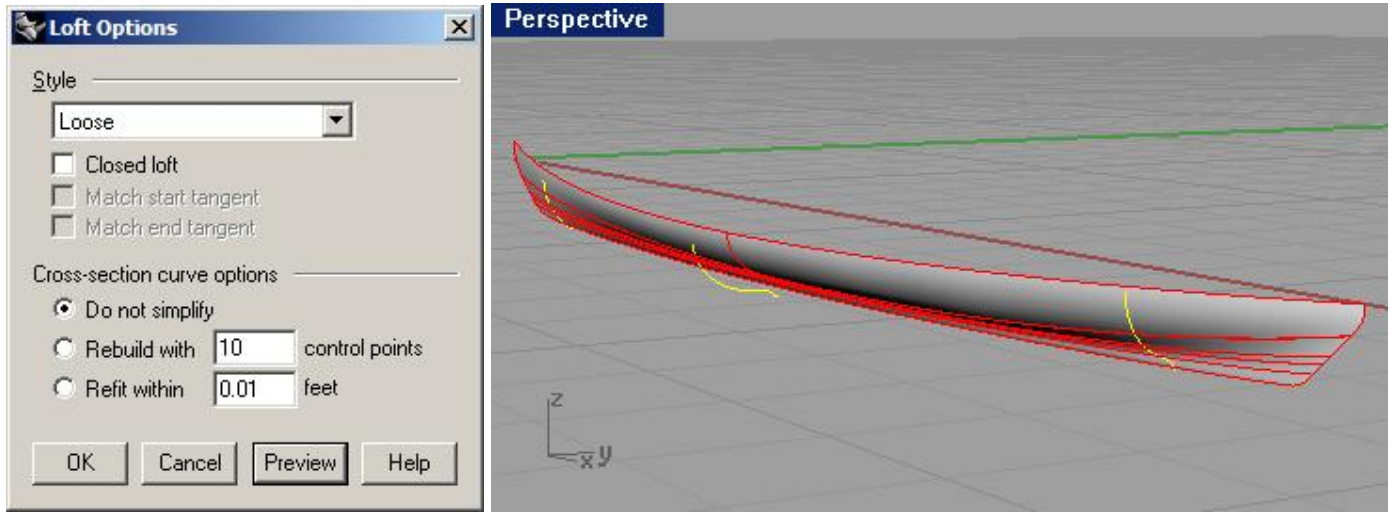 Loft Options
Style
Loose
Closed loft
Match start tangent
Match end tangent
Cross-section curve options
Do not simplify
Rebuild with 10 control points
Refit within 0.01 feet
OK Cancel Preview Help
Perspective
z
x y